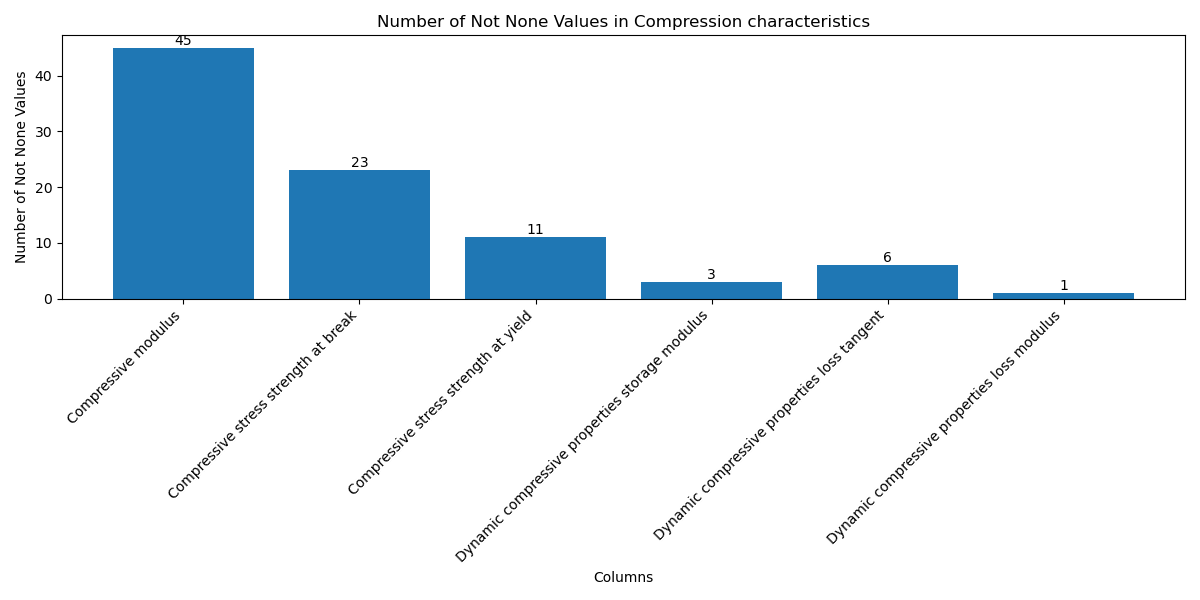 Number of Not None Values in Compression characteristics
Number of Not None Values
40
30
20
10
0
45
23
11
3
6
1
Compressive modulus
Compressive stress strength at break
Compressive stress strength at yield
Dynamic compressive properties storage modulus
Dynamic compressive properties loss tangent
Dynamic compressive properties loss modulus
Columns